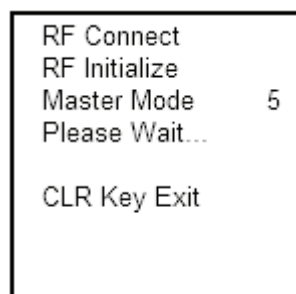 RF Connect
RF Initialize
Master Mode 5
Please Wait...
CLR Key Exit